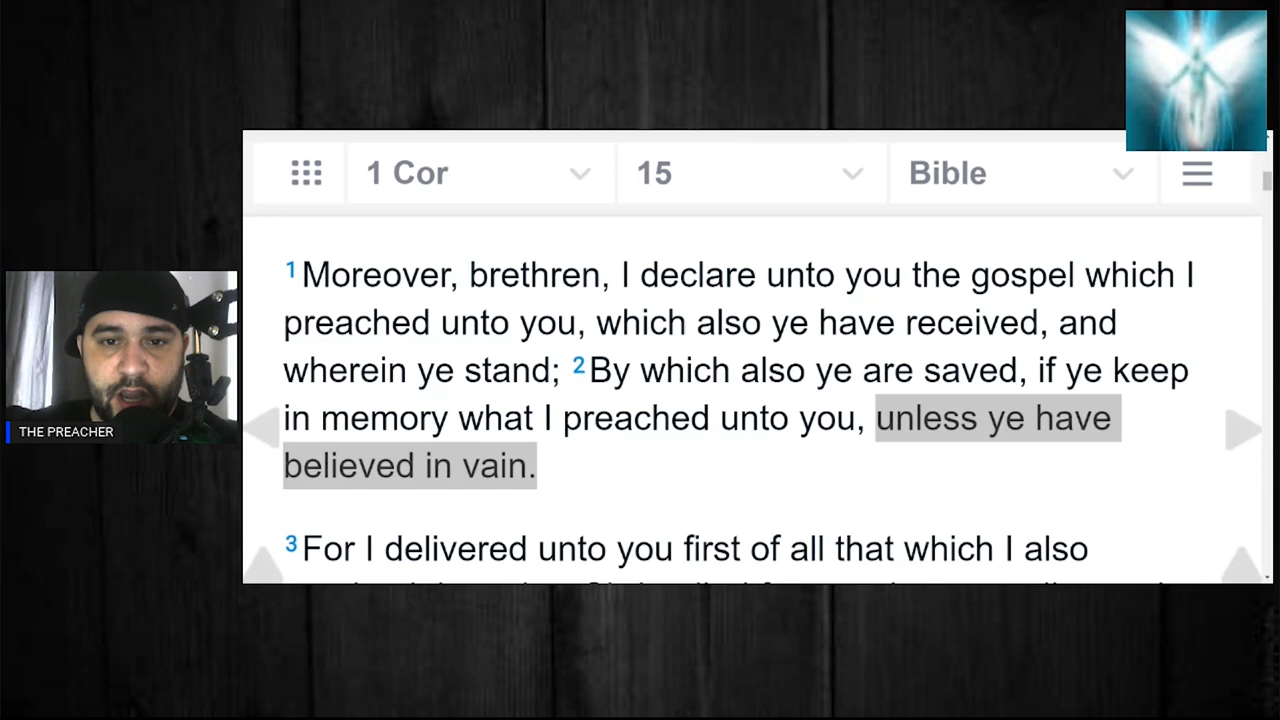 1 Cor
15
Bible
1 Moreover, brethren, I declare unto you the gospel which I
preached unto you, which also ye have received, and
wherein ye stand; 2 By which also ye are saved, if ye keep
in memory what I preached unto you, unless ye have
believed in vain.
3 For I delivered unto you first of all that which I also
THE PREACHER